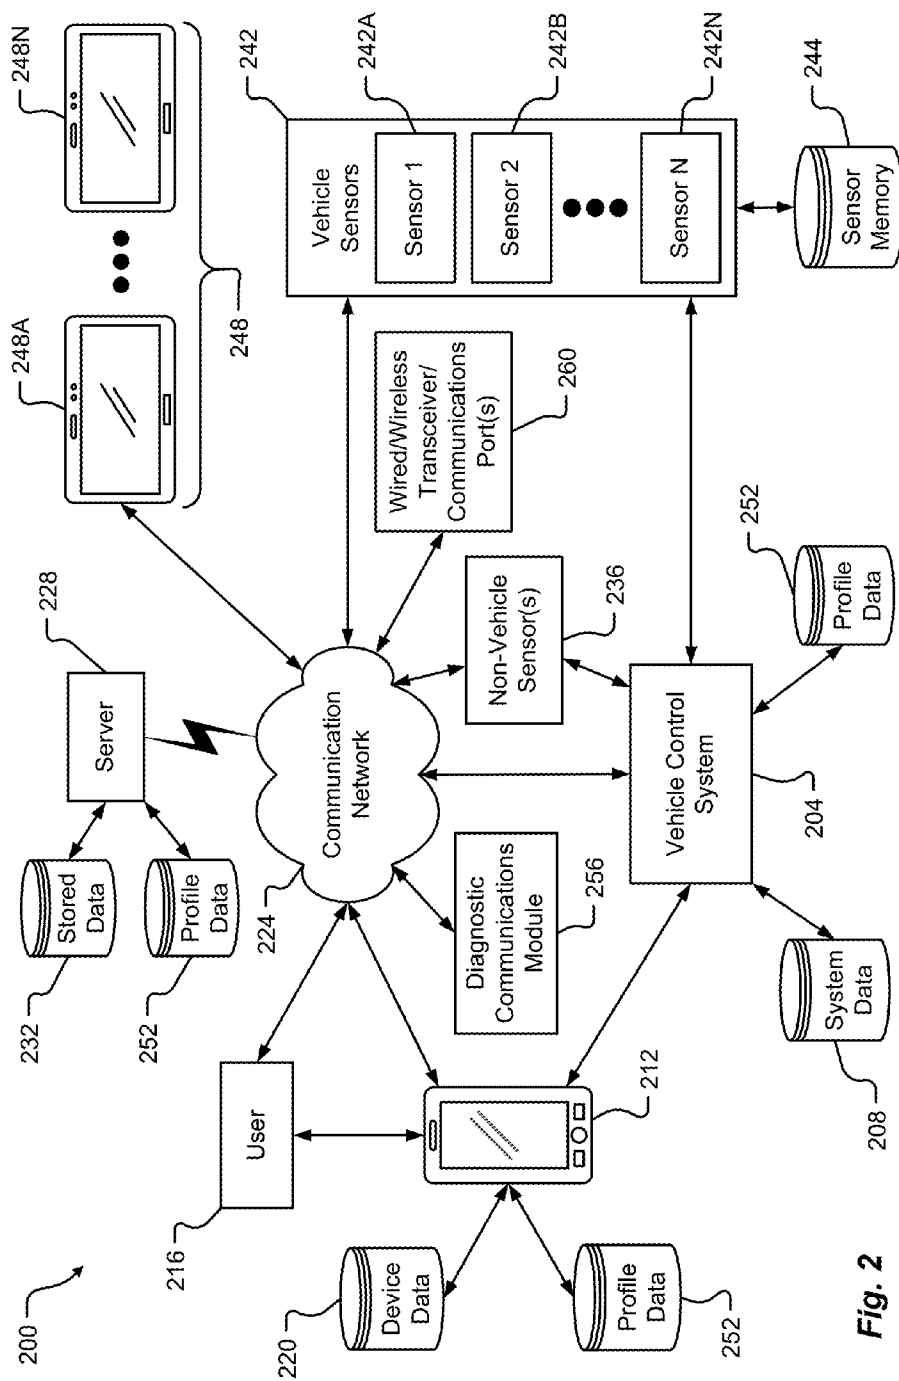 200
232
Stored
Data
252
Profile
Data
228
Server
248A
248N
248
216
User
224
Communication
Network
242
Vehicle
Sensors
242A
Sensor 1
242B
Sensor 2
242N
Sensor N
244
Sensor
Memory
220
Device
Data
Wired/Wireless
Transceiver/
Communications
Port(s)
260
Diagnostic
Communications
Module
256
Non-Vehicle
Sensor(s)
236
212
Profile
Data
252
Vehicle Control
System
204
252
Profile
Data
System
Data
208
Fig. 2